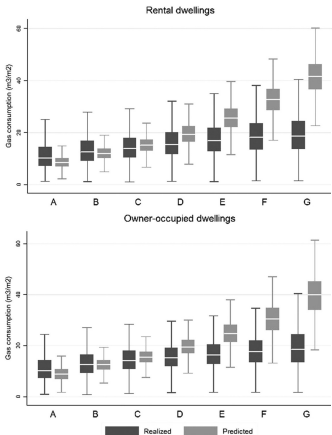 Rental dwellings
Gas consumption (m3/m2)
60
40
20
0
A B C D E F G
Owner-occupied dwellings
Gas consumption (m3/m2)
60
40
20
0
A B C D E F G
Realized Predicted